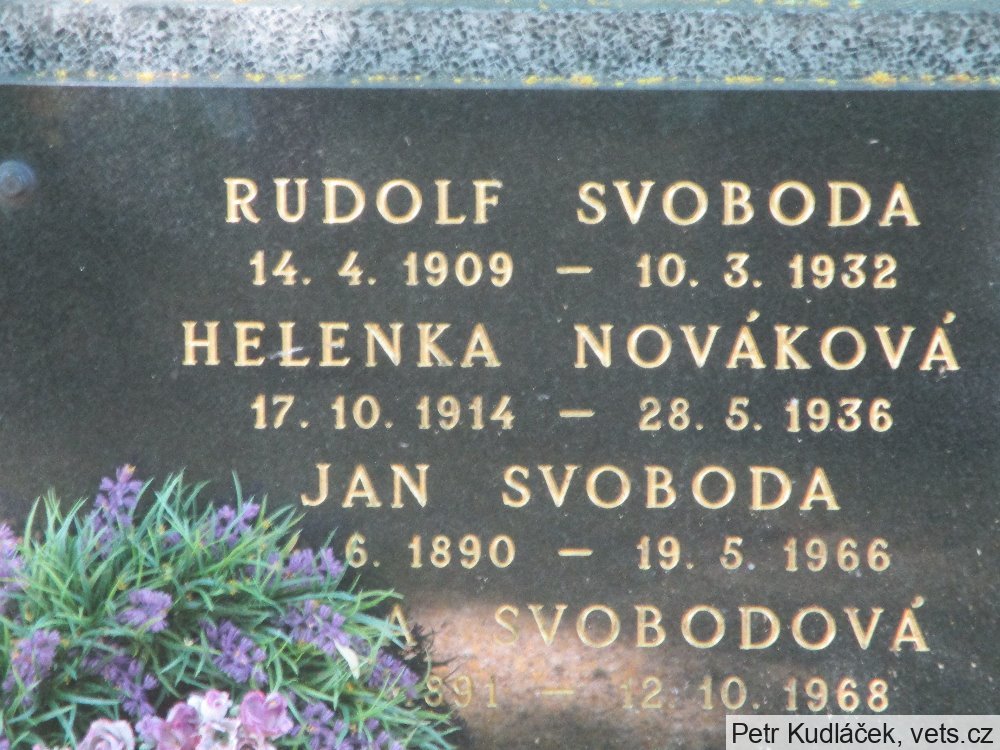 RUDOLF SVOBODA
14. 4. 1909 – 10. 3. 1932
HELENKA NOVÁKOVÁ
17. 10. 1914 – 28. 5. 1936
JAN SVOBODA
6. 1890 – 19. 5. 1966
SVOBODOVÁ
1891 – 12. 10. 1968
Petr Kudláček, vets.cz